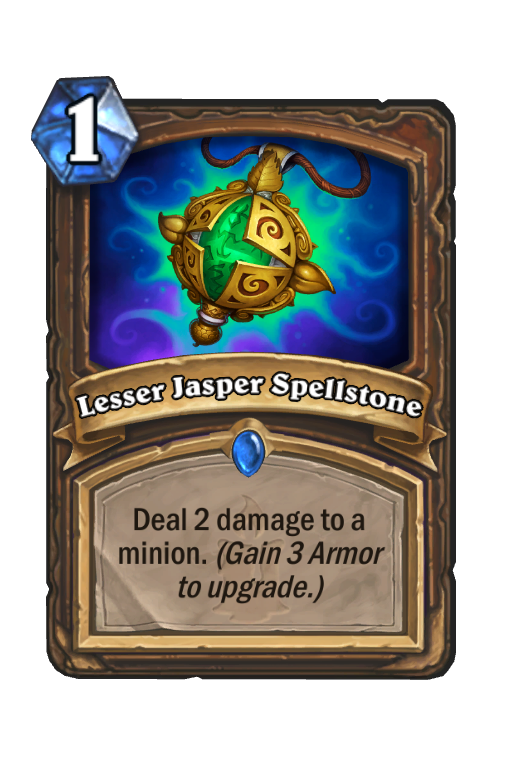 1
Lesser Jasper Spellstone
Deal 2 damage to a
minion. (Gain 3 Armor
to upgrade.)